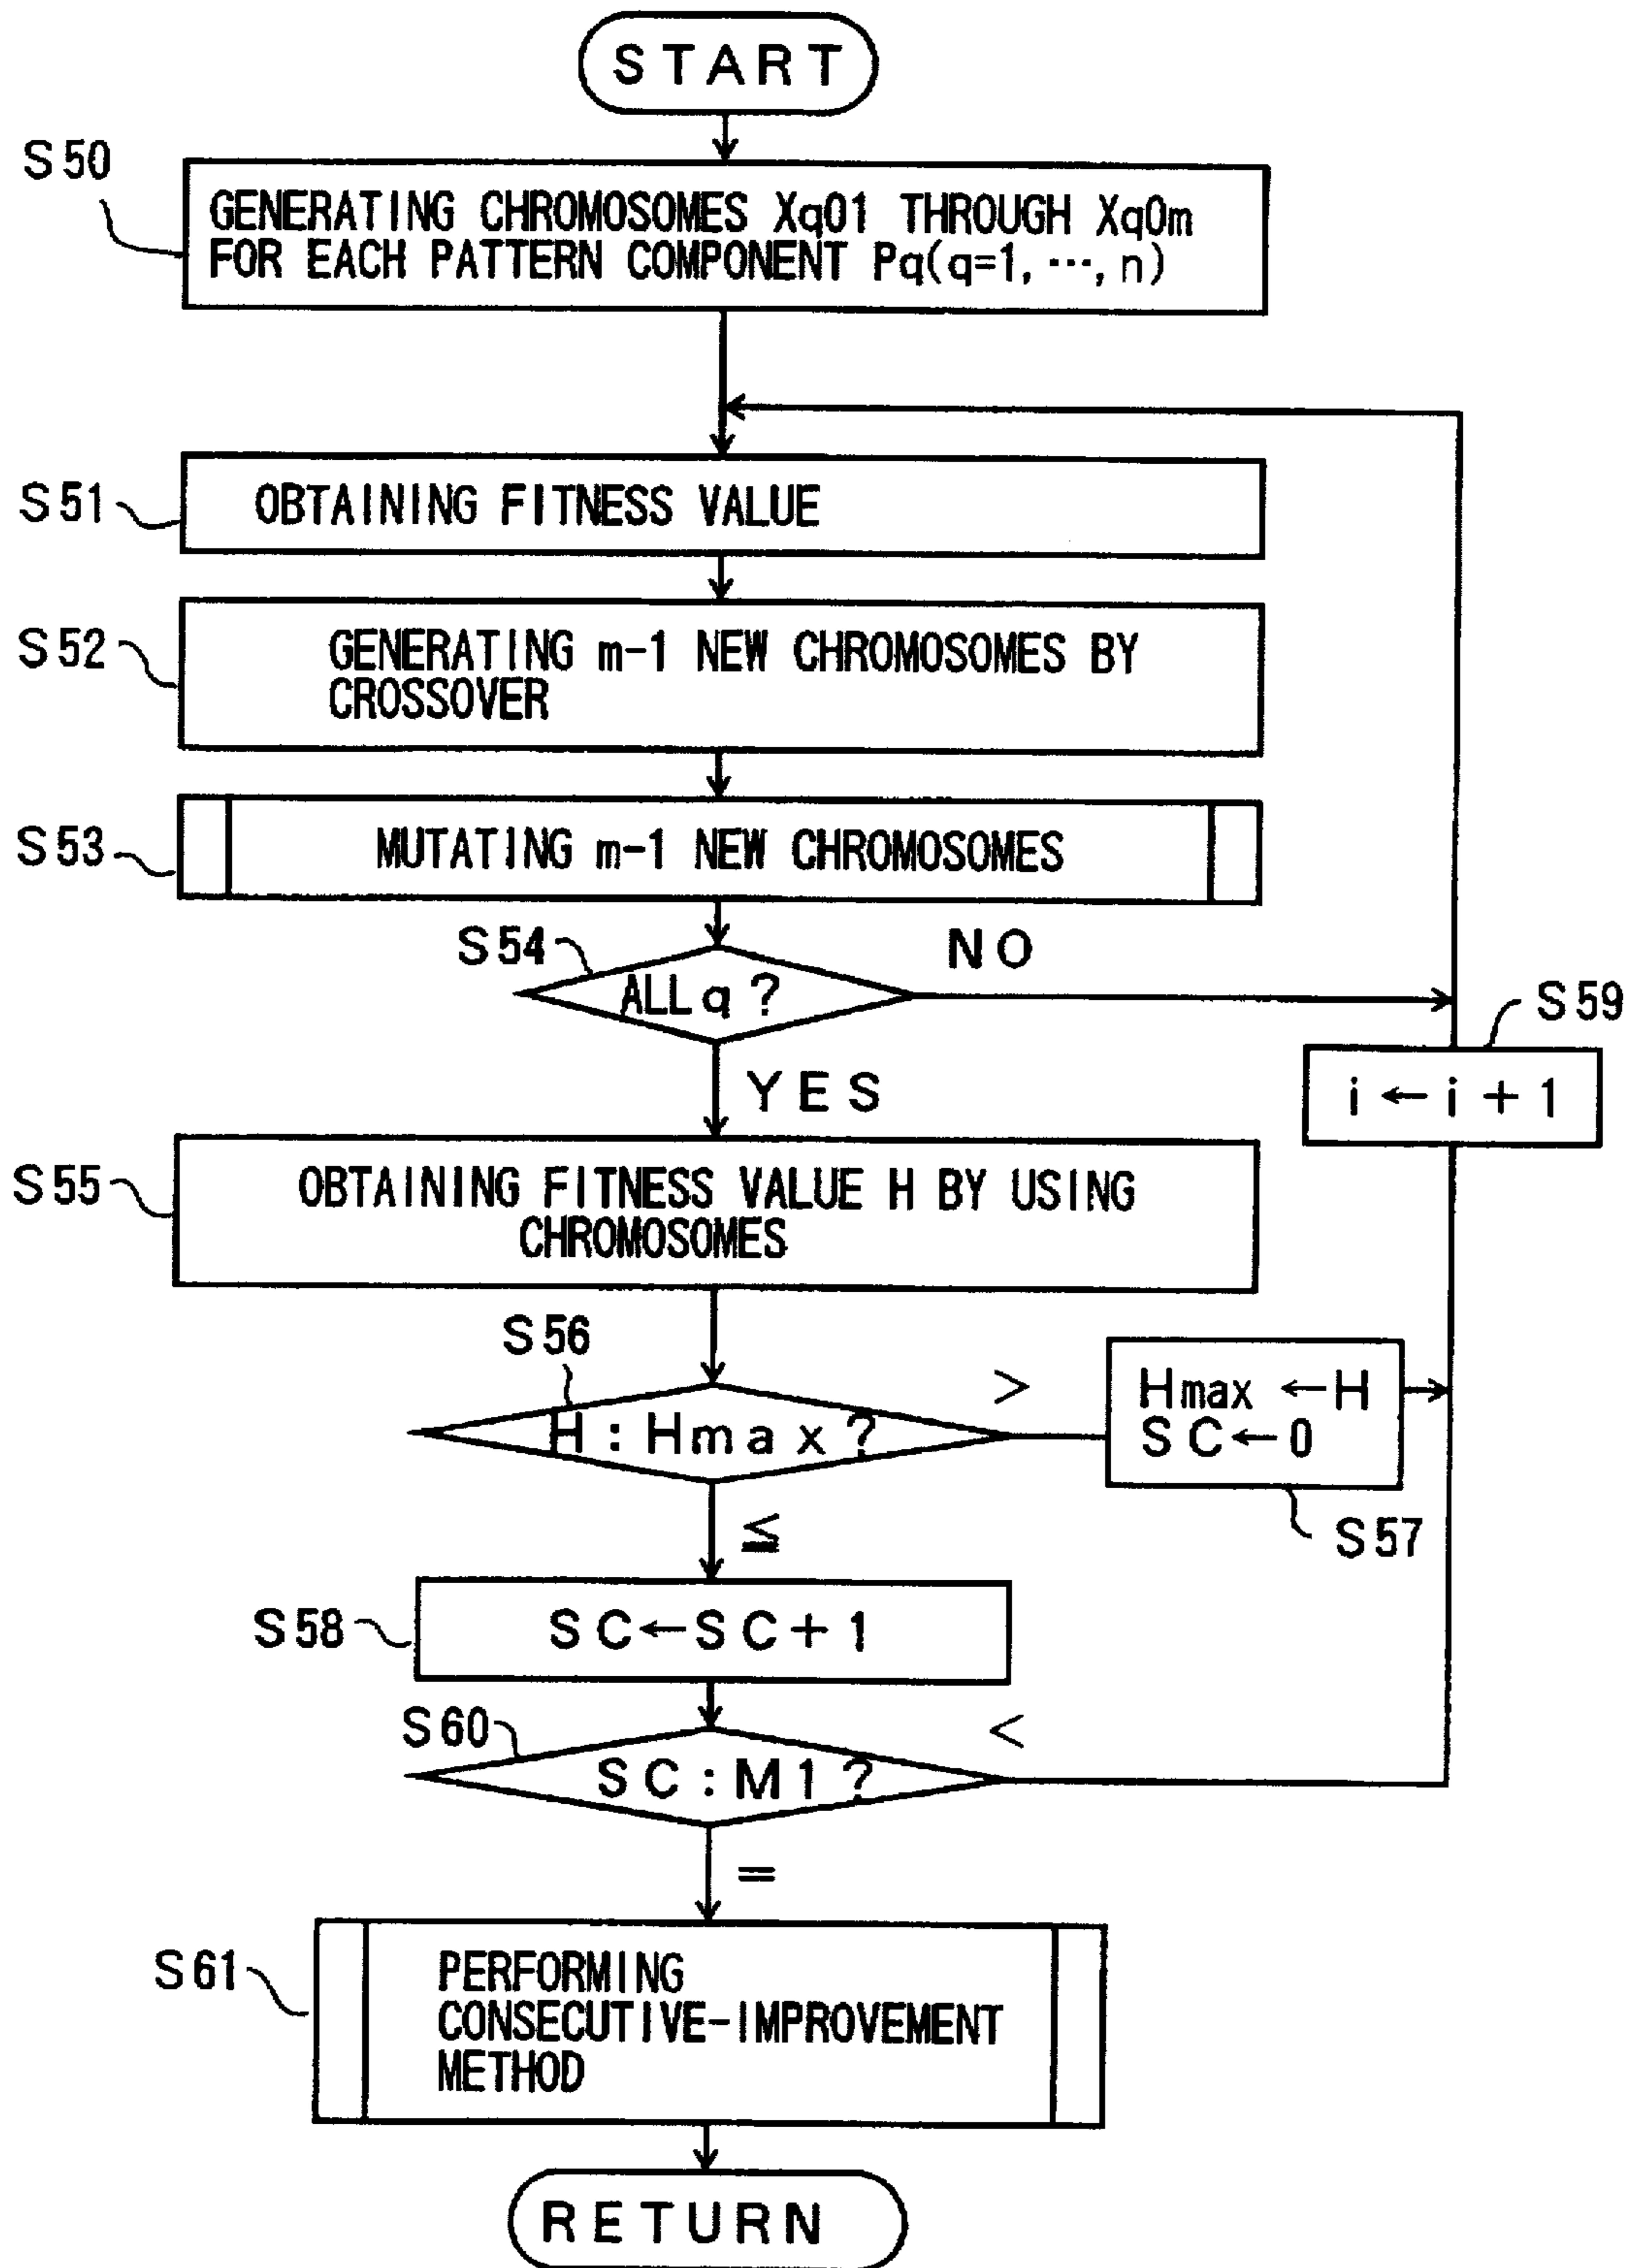 START
S50
GENERATING CHROMOSOMES Xq01 THROUGH Xq0m
FOR EACH PATTERN COMPONENT Pq(q=1, ⋯, n)
S51
OBTAINING FITNESS VALUE
S52
GENERATING m-1 NEW CHROMOSOMES BY
CROSSOVER
S53
MUTATING m-1 NEW CHROMOSOMES
S54
NO
ALLq?
S59
i ← i + 1
YES
S55
OBTAINING FITNESS VALUE H BY USING
CHROMOSOMES
S56
>
H:Hmax?
Hmax ← H
SC←0
S57
≦
S58
SC←SC+1
S60
<
SC:M1?
=
S61
PERFORMING
CONSECUTIVE-IMPROVEMENT
METHOD
RETURN